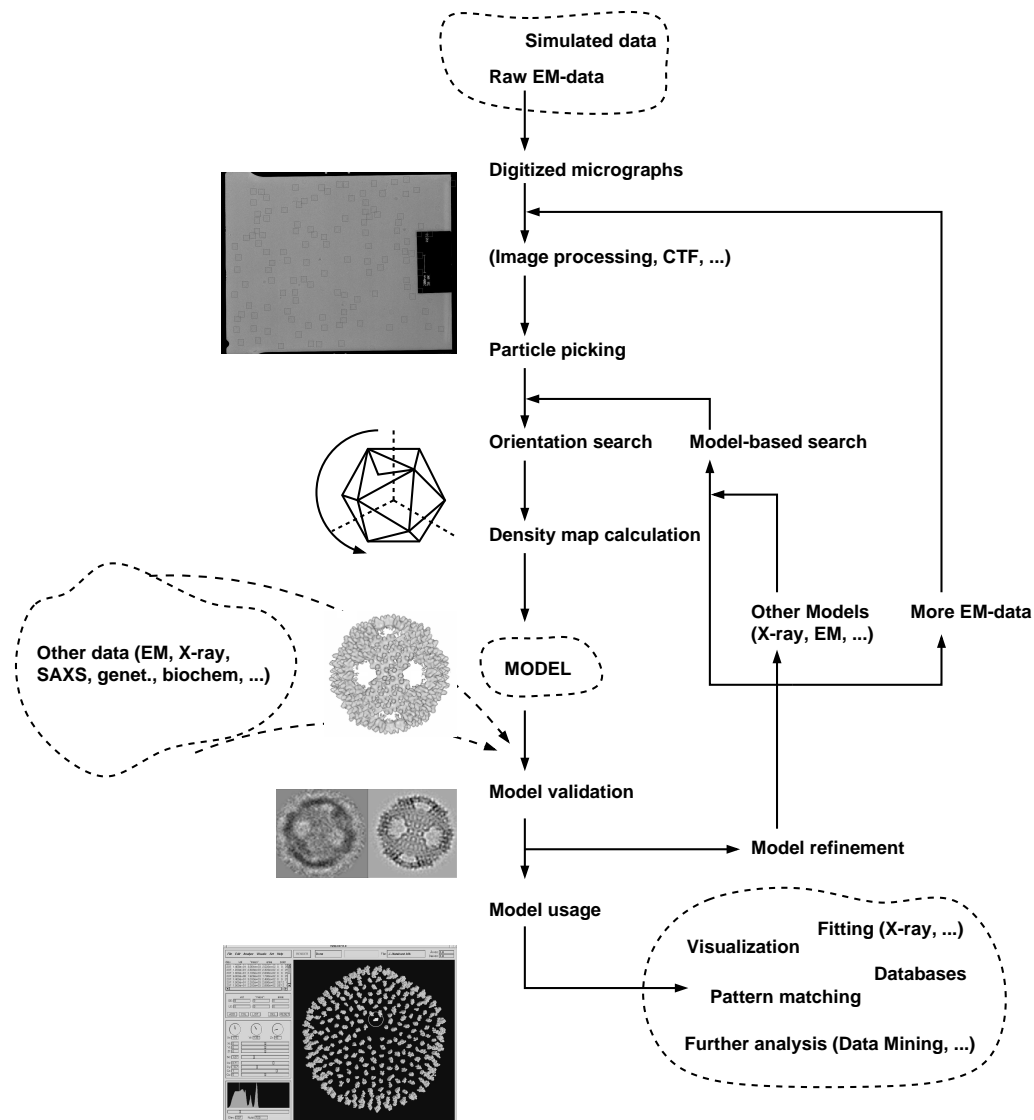 Simulated data
Raw EM-data
Digitized micrographs
(Image processing, CTF, ...)
Particle picking
Orientation search
Model-based search
Density map calculation
Other Models
(X-ray, EM, ...)
More EM-data
Other data (EM, X-ray,
SAXS, genet., biochem, ...)
MODEL
Model validation
Model refinement
Model usage
Fitting (X-ray, ...)
Visualization
Databases
Pattern matching
Further analysis (Data Mining, ...)